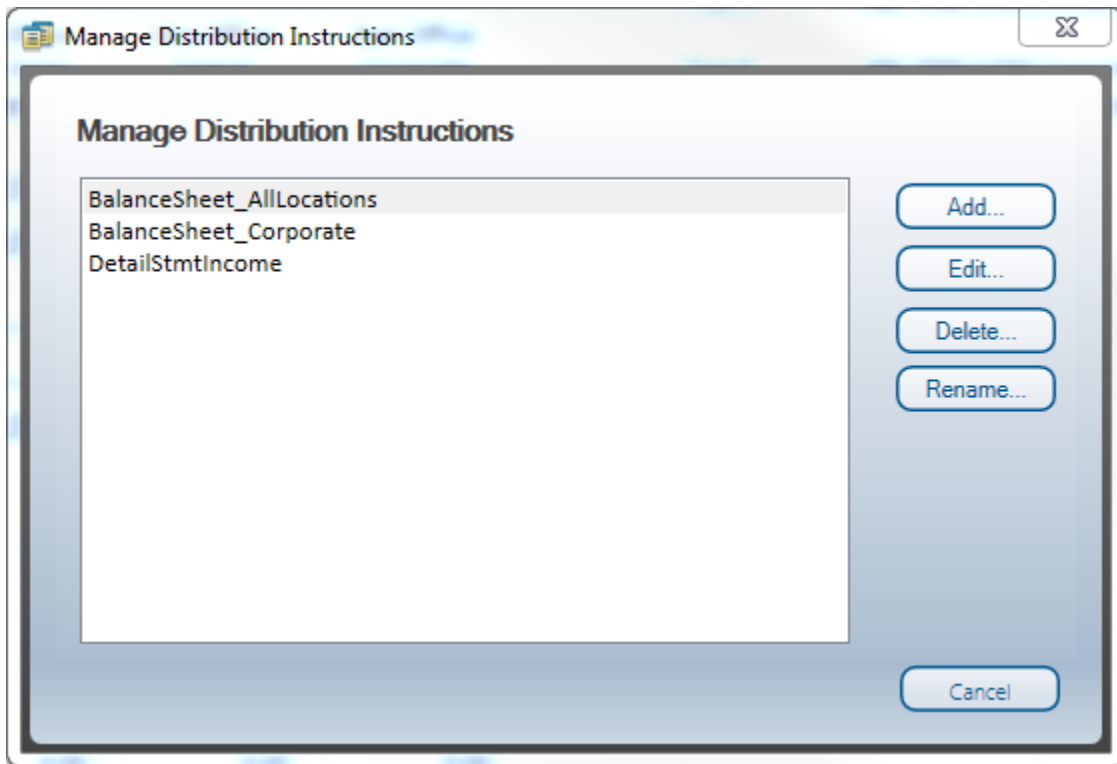 Manage Distribution Instructions
Manage Distribution Instructions
BalanceSheet_AllLocations
BalanceSheet_Corporate
DetailStmtIncome
Add...
Edit...
Delete...
Rename...
Cancel